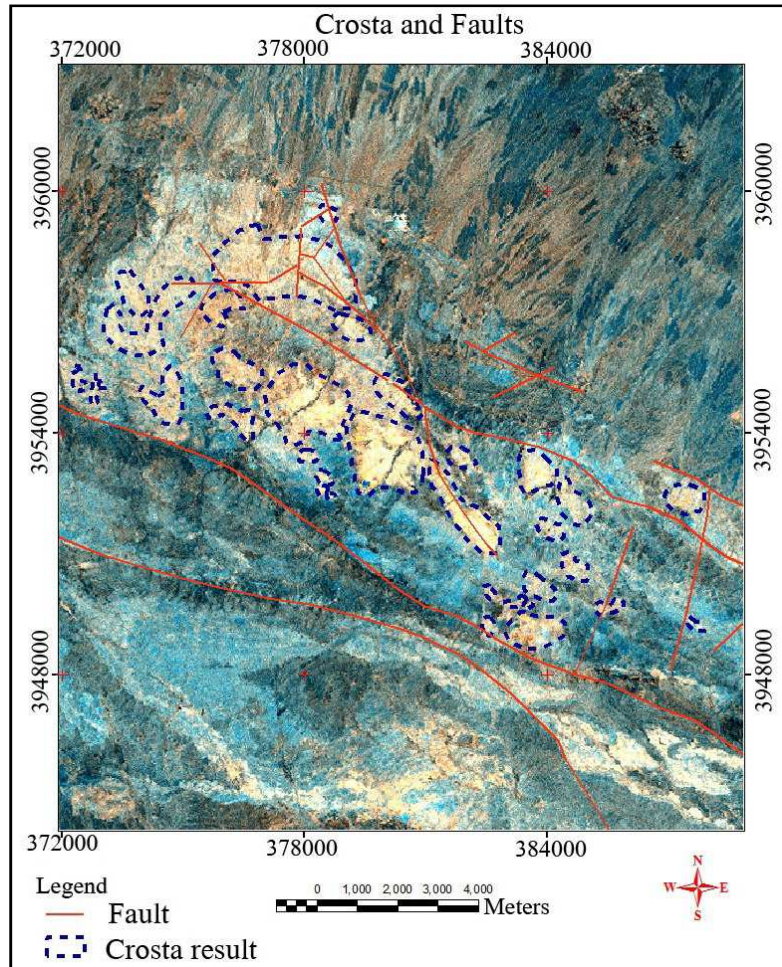 Crosta and Faults
372000 378000 384000
3960000 3960000
3954000 3954000
3948000 3948000
372000 378000 384000
Legend
Fault
Crosta result
0 1,000 2,000 3,000 4,000
Meters
N
W E
S